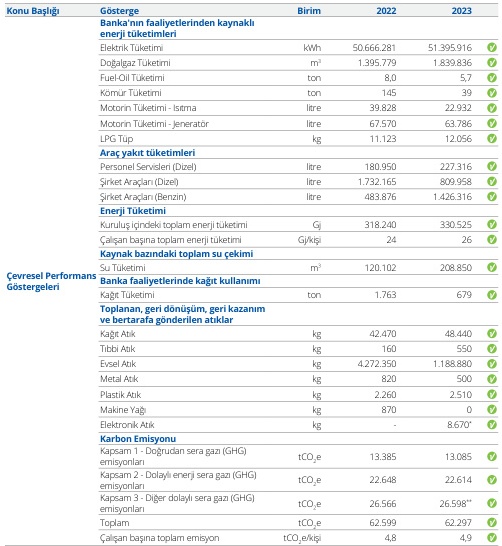 Konu Başlığı Gösterge Birim 2022 2023
Banka'nın faaliyetlerinden kaynaklı
enerji tüketimleri
Elektrik Tüketimi kWh 50.666.281 51.395.916
Doğalgaz Tüketimi m³ 1.395.779 1.839.836
Fuel-Oil Tüketimi ton 8,0 5,7
Kömür Tüketimi ton 145 39
Motorin Tüketimi - Isıtma litre 39.828 22.932
Motorin Tüketimi - Jeneratör litre 67.570 63.786
LPG Tüp kg 11.123 12.056
Araç yakıt tüketimleri
Personel Servisleri (Dizel) litre 180.950 227.316
Şirket Araçları (Dizel) litre 1.732.165 809.958
Şirket Araçları (Benzin) litre 483.876 1.426.316
Enerji Tüketimi
Kuruluş içindeki toplam enerji tüketimi Gj 318.240 330.525
Çalışan başına toplam enerji tüketimi Gj/kişi 24 26
Kaynak bazındaki toplam su çekimi
Su Tüketimi m³ 120.102 208.850
Çevresel Performans
Göstergeleri
Banka faaliyetlerinde kağıt kullanımı
Kağıt Tüketimi ton 1.763 679
Toplanan, geri dönüşüm, geri kazanım
ve bertarafa gönderilen atıklar
Kağıt Atık kg 42.470 48.440
Tıbbi Atık kg 160 550
Evsel Atık kg 4.272.350 1.188.880
Metal Atık kg 820 500
Plastik Atık kg 2.260 2.510
Makine Yağı kg 870 0
Elektronik Atık kg - 8.670*
Karbon Emisyonu
Kapsam 1 - Doğrudan sera gazı (GHG)
emisyonları tCO₂e 13.385 13.085
Kapsam 2 - Dolaylı enerji sera gazı (GHG)
emisyonları tCO₂e 22.648 22.614
Kapsam 3 - Diğer dolaylı sera gazı (GHG)
emisyonları tCO₂e 26.566 26.598**
Toplam tCO₂e 62.599 62.297
Çalışan başına toplam emisyon tCO₂e/kişi 4,8 4,9